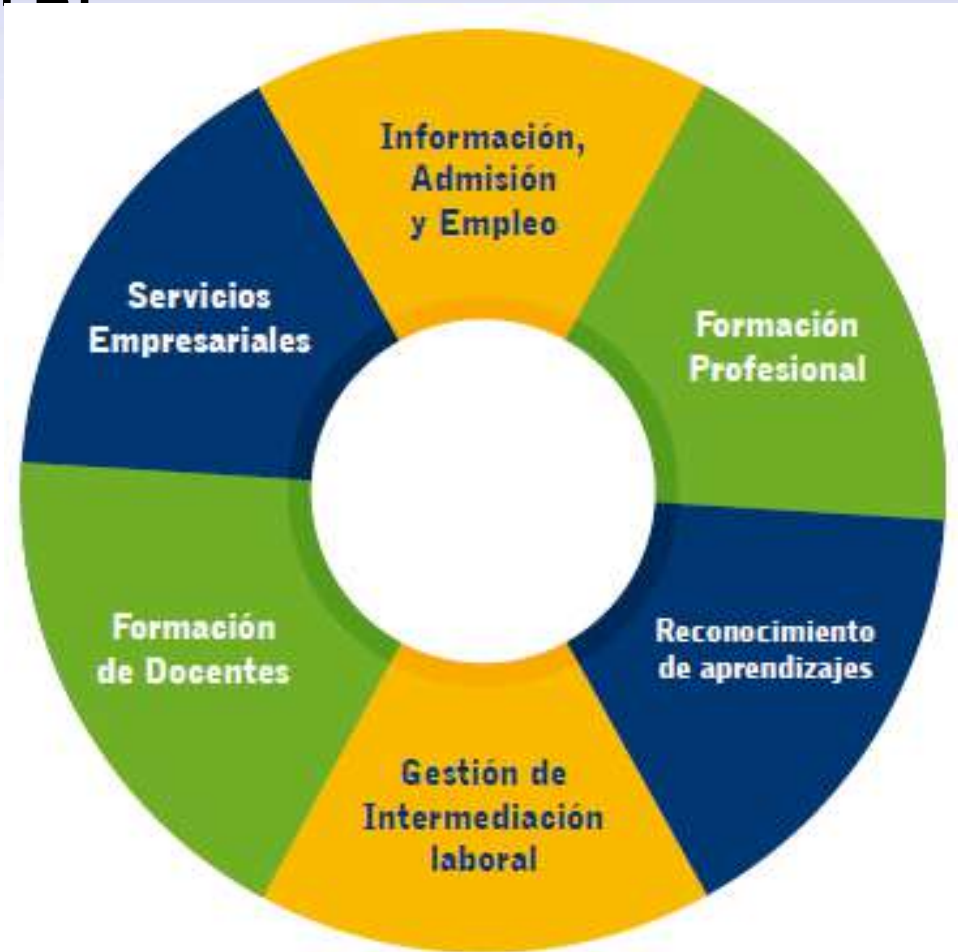 Información,
Admisión
y Empleo
Formación
Profesional
Reconocimiento
de aprendizajes
Gestión de
Intermediación
laboral
Formación
de Docentes
Servicios
Empresariales